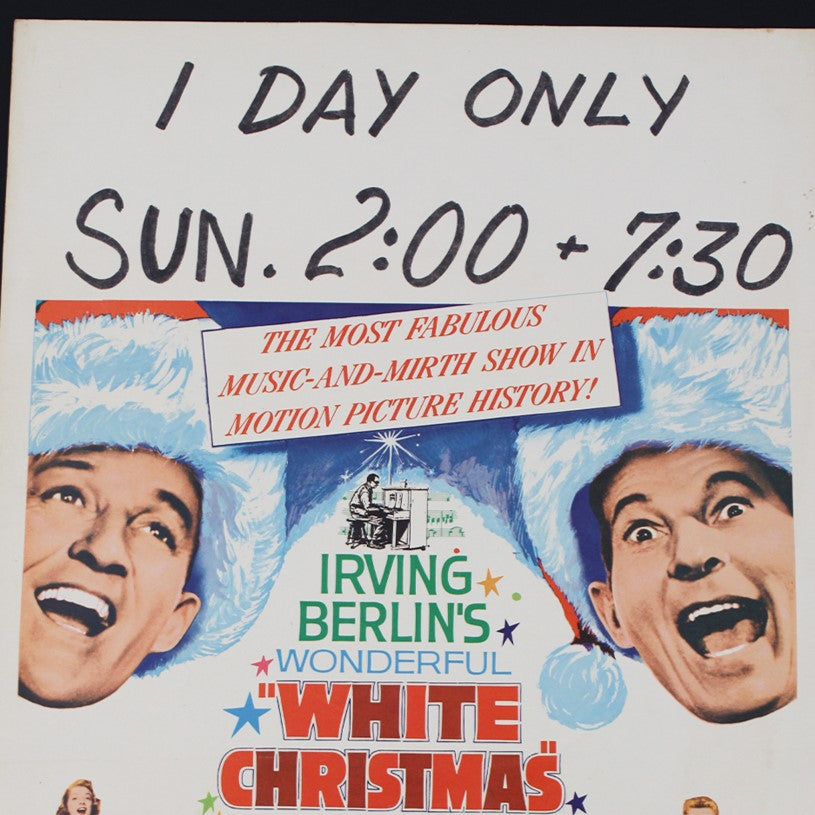 1 DAY ONLY
SUN. 2:00 + 7:30
THE MOST FABULOUS
MUSIC-AND-MIRTH SHOW IN
MOTION PICTURE HISTORY!
IRVING
BERLIN'S
WONDERFUL
"WHITE
CHRISTMAS"